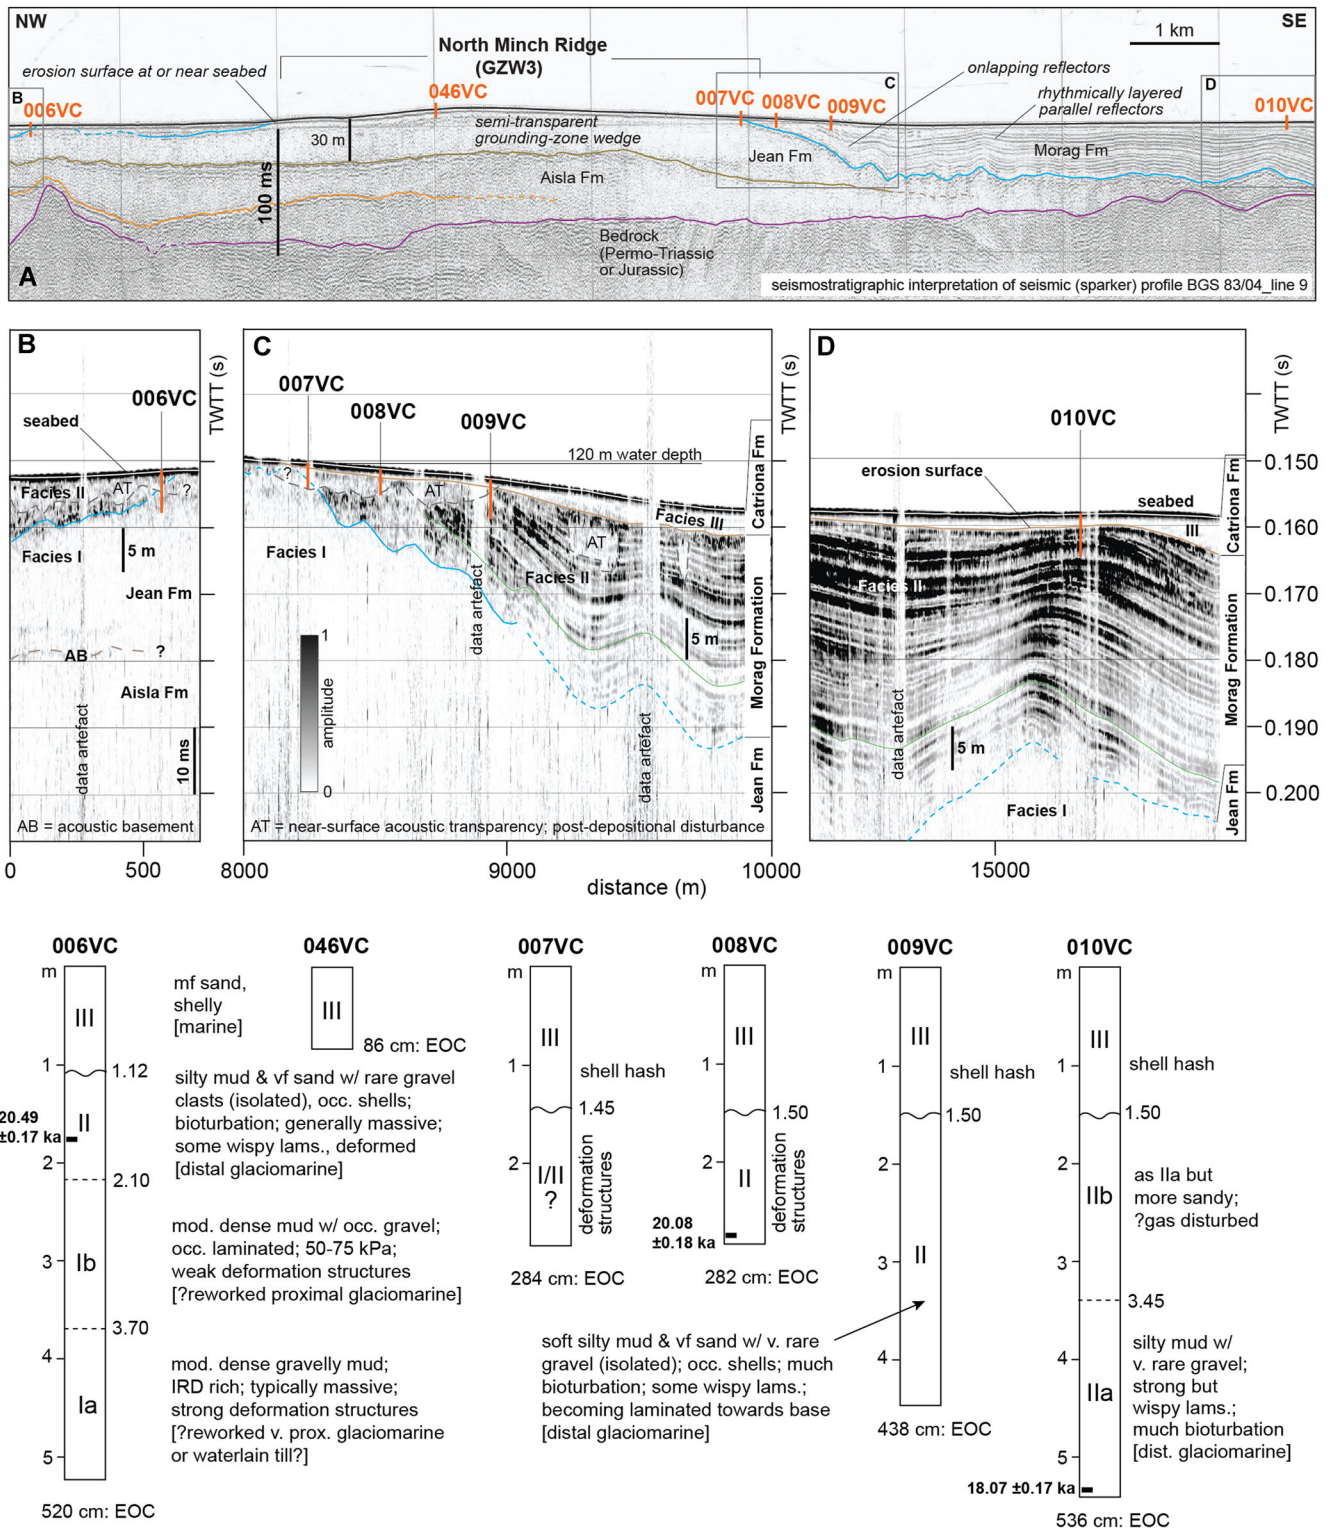 NW
SE
North Minch Ridge
(GZW3)
1 km
erosion surface at or near seabed
onlapping reflectors
rhythmically layered
parallel reflectors
B
006VC
046VC
007VC
008VC
009VC
C
D
010VC
semi-transparent
grounding-zone wedge
30 m
Jean Fm
Morag Fm
Aisla Fm
100 ms
Bedrock
(Permo-Triassic
or Jurassic)
A
seismostratigraphic interpretation of seismic (sparker) profile BGS 83/04_line 9
B
006VC
seabed
Facies II
AT
?
Facies I
5 m
Jean Fm
AB
?
Aisla Fm
data artefact
10 ms
AB = acoustic basement
0
500
TWTT (s)
C
007VC
008VC
009VC
120 m water depth
?
AT
Facies III
AT
Facies I
Facies II
data artefact
5 m
1
amplitude
0
data artefact
AT = near-surface acoustic transparency; post-depositional disturbance
Catriona Fm
Morag Formation
Jean Fm
8000
9000
10000
distance (m)
TWTT (s)
D
010VC
erosion surface
seabed
III
Facies II
data artefact
5 m
Facies I
Catriona Fm
Morag Formation
Jean Fm
15000
TWTT (s)
0.150
0.160
0.170
0.180
0.190
0.200
006VC
m
III
1
1.12
II
20.49
±0.17 ka
2
2.10
Ib
3
3.70
4
Ia
5
520 cm: EOC
mf sand,
shelly
[marine]
silty mud & vf sand w/ rare gravel
clasts (isolated), occ. shells;
bioturbation; generally massive;
some wispy lams., deformed
[distal glaciomarine]
mod. dense mud w/ occ. gravel;
occ. laminated; 50-75 kPa;
weak deformation structures
[?reworked proximal glaciomarine]
mod. dense gravelly mud;
IRD rich; typically massive;
strong deformation structures
[?reworked v. prox. glaciomarine
or waterlain till?]
046VC
III
86 cm: EOC
007VC
m
III
1
shell hash
1.45
2
I/II
?
deformation
structures
284 cm: EOC
008VC
m
III
1
1.50
2
II
deformation
structures
20.08
±0.18 ka
282 cm: EOC
009VC
m
III
1
shell hash
1.50
2
3
II
4
438 cm: EOC
soft silty mud & vf sand w/ v. rare
gravel (isolated); occ. shells; much
bioturbation; some wispy lams.;
becoming laminated towards base
[distal glaciomarine]
010VC
m
III
1
shell hash
1.50
2
IIb
as IIa but
more sandy;
?gas disturbed
3
3.45
4
IIa
silty mud w/
v. rare gravel;
strong but
wispy lams.;
much bioturbation
[dist. glaciomarine]
5
18.07 ±0.17 ka
536 cm: EOC